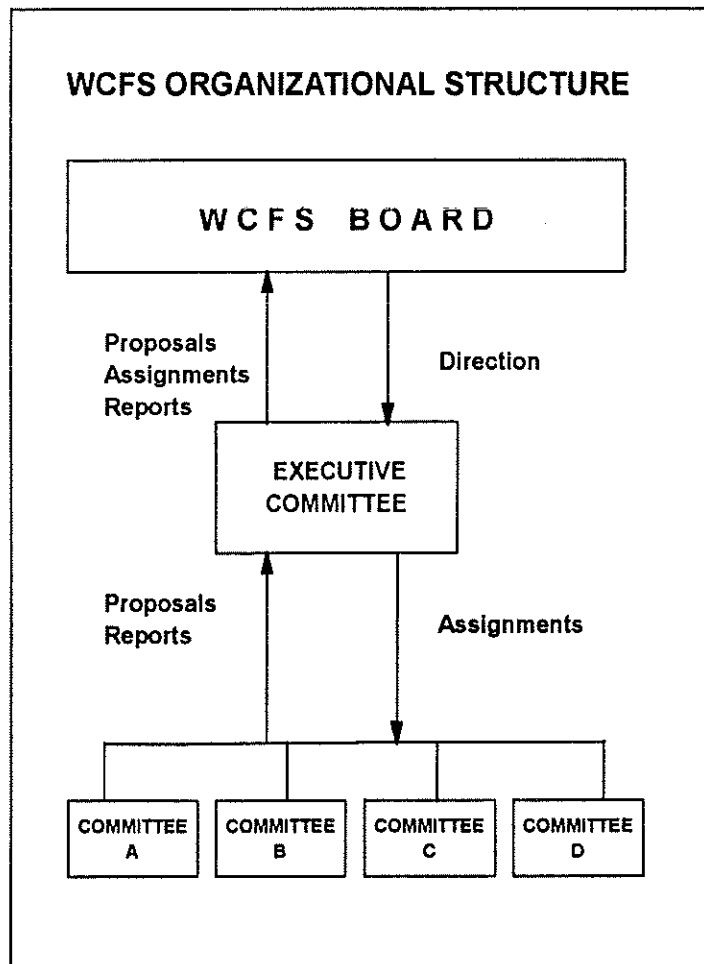 WCFS ORGANIZATIONAL STRUCTURE
WCFS BOARD
Proposals
Assignments
Reports
Direction
EXECUTIVE
COMMITTEE
Proposals
Reports
Assignments
COMMITTEE
A
COMMITTEE
B
COMMITTEE
C
COMMITTEE
D